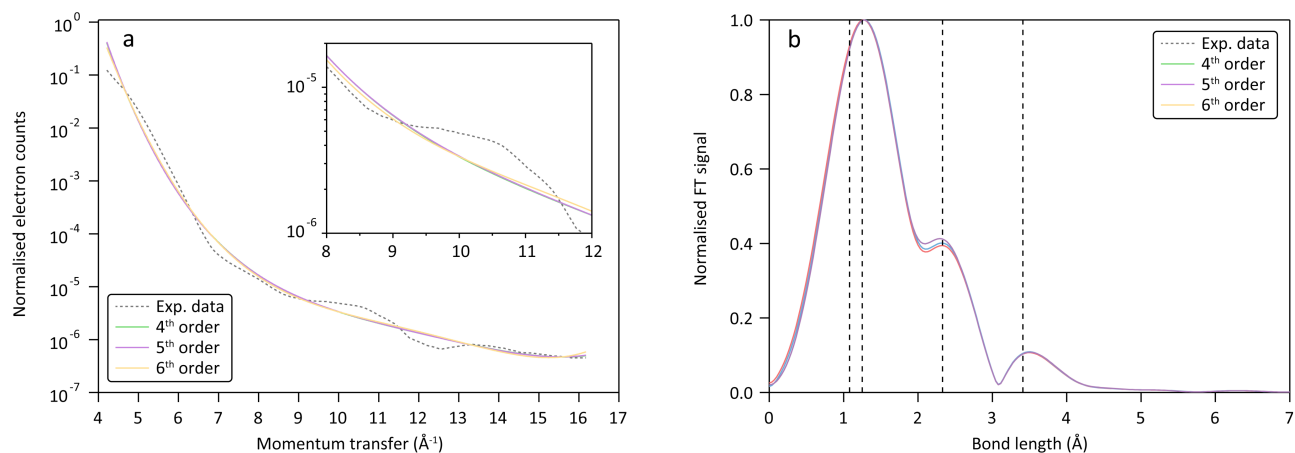 a
Normalised electron counts
10⁰
10⁻¹
10⁻²
10⁻³
10⁻⁴
10⁻⁵
10⁻⁶
10⁻⁷
4 5 6 7 8 9 10 11 12 13 14 15 16 17
Momentum transfer (Å⁻¹)
Exp. data
4ᵗʰ order
5ᵗʰ order
6ᵗʰ order
10⁻⁵
10⁻⁶
8 9 10 11 12
b
Normalised FT signal
1.0
0.8
0.6
0.4
0.2
0.0
0 1 2 3 4 5 6 7
Bond length (Å)
Exp. data
4ᵗʰ order
5ᵗʰ order
6ᵗʰ order